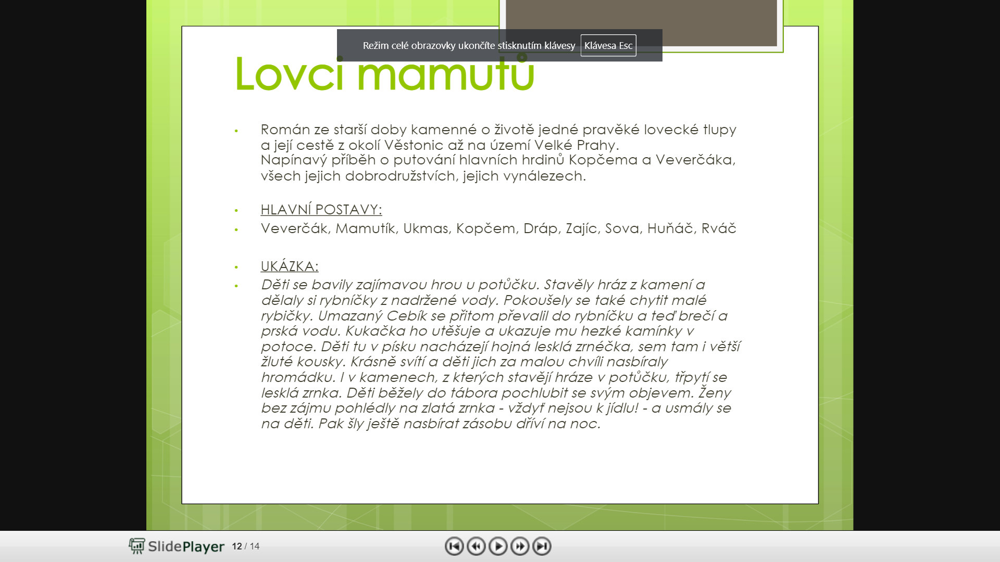 Režim celé obrazovky ukončíte stisknutím klávesy Klávesa Esc
Lovci mamutů
• Román ze starší doby kamenné o životě jedné pravěké lovecké tlupy
a její cestě z okolí Věstonic až na území Velké Prahy.
Napínavý příběh o putování hlavních hrdinů Kopčema a Veverčáka,
všech jejich dobrodružstvích, jejich vynálezech.
• HLAVNÍ POSTAVY:
• Veverčák, Mamutík, Ukmas, Kopčem, Dráp, Zajíc, Sova, Huňáč, Rváč
• UKÁZKA:
• Děti se bavily zajímavou hrou u potůčku. Stavěly hráz z kamení a
dělaly si rybníčky z nadržené vody. Pokoušely se také chytit malé
rybičky. Umazaný Cebík se přitom převalil do rybníčku a teď brečí a
prská vodu. Kukačka ho utěšuje a ukazuje mu hezké kamínky v
potoce. Děti tu v písku nacházejí hojná lesklá zrnéčka, sem tam i větší
žluté kousky. Krásně svítí a děti jich za malou chvíli nasbíraly
hromádku. I v kamenech, z kterých stavějí hráze v potůčku, třpytí se
lesklá zrnka. Děti běžely do tábora pochlubit se svým objevem. Ženy
bez zájmu pohlédly na zlatá zrnka - vždyť nejsou k jídlu! - a usmály se
na děti. Pak šly ještě nasbírat zásobu dříví na noc.
SlidePlayer 12 / 14